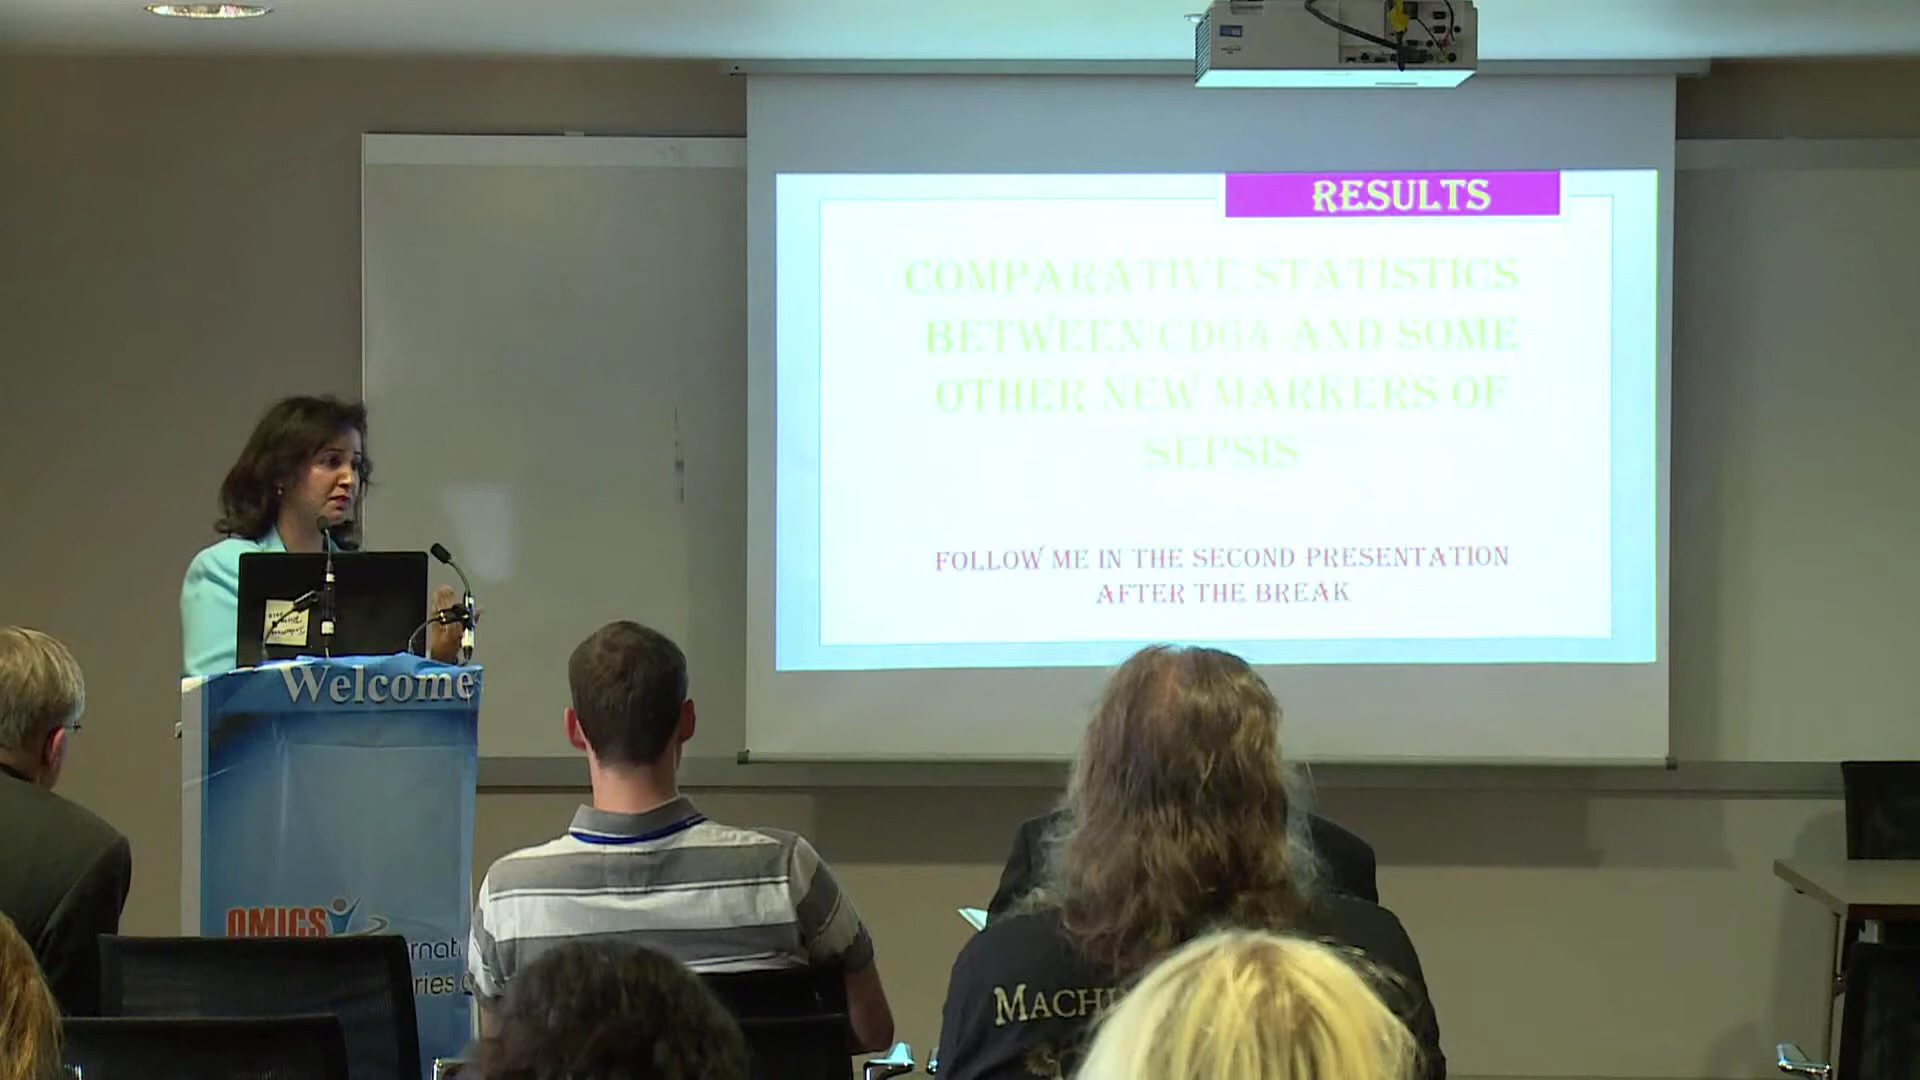 RESULTS
COMPARATIVE STATISTICS
BETWEEN CD64 AND SOME
OTHER NEW MARKERS OF
SEPSIS
FOLLOW ME IN THE SECOND PRESENTATION
AFTER THE BREAK
Welcome
OMICS